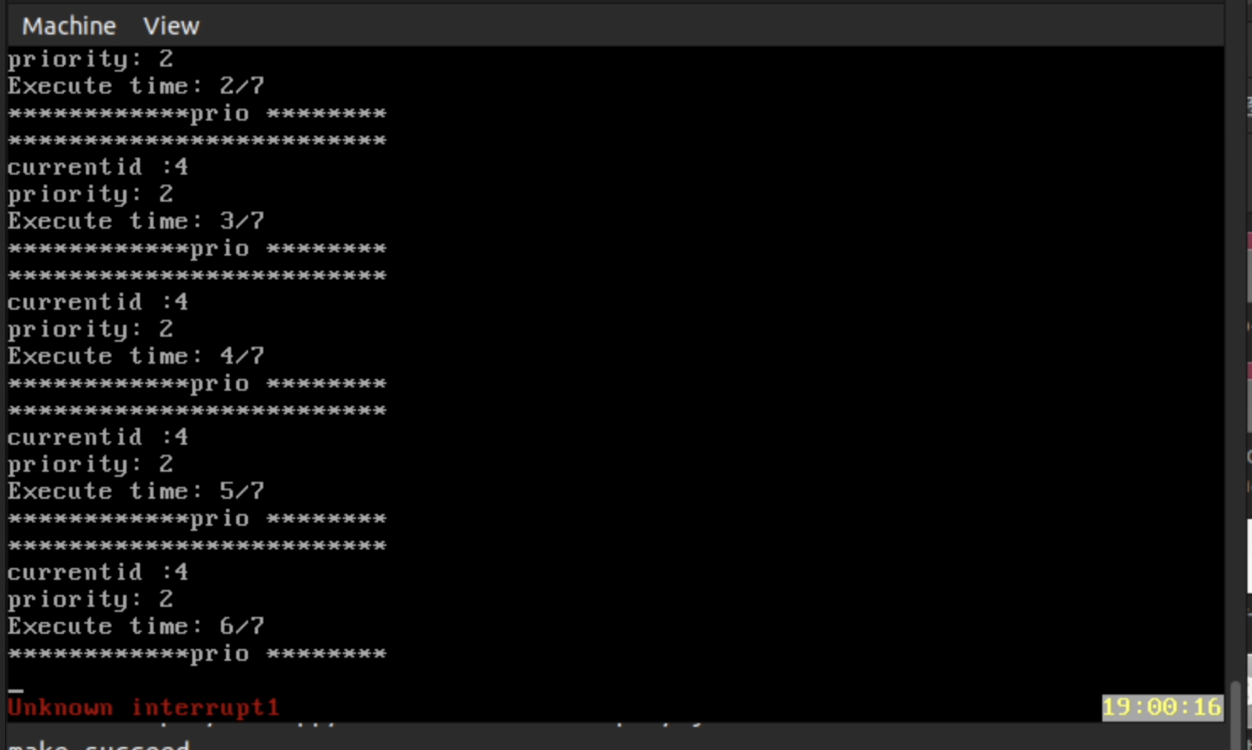 Machine View
priority: 2
Execute time: 2/7
************prio ********
*************************
currentid :4
priority: 2
Execute time: 3/7
************prio ********
*************************
currentid :4
priority: 2
Execute time: 4/7
************prio ********
*************************
currentid :4
priority: 2
Execute time: 5/7
************prio ********
*************************
currentid :4
priority: 2
Execute time: 6/7
************prio ********
Unknown interrupt1 19:00:16
make succeed